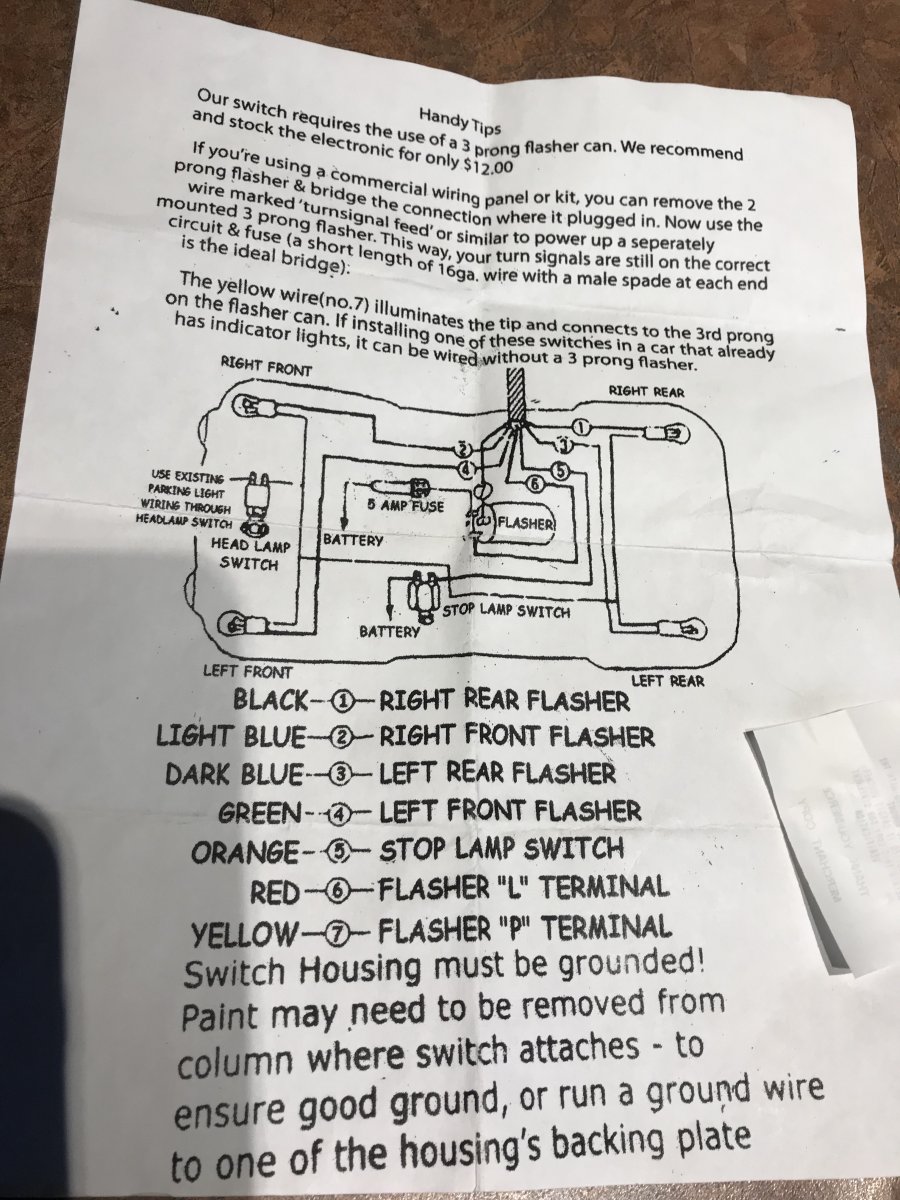 Handy Tips
Our switch requires the use of a 3 prong flasher can. We recommend
and stock the electronic for only $12.00
If you're using a commercial wiring panel or kit, you can remove the 2
prong flasher & bridge the connection where it plugged in. Now use the
wire marked 'turnsignal feed' or similar to power up a seperately
mounted 3 prong flasher. This way, your turn signals are still on the correct
circuit & fuse (a short length of 16ga. wire with a male spade at each end
is the ideal bridge):
The yellow wire(no.7) illuminates the tip and connects to the 3rd prong
on the flasher can. If installing one of these switches in a car that already
has indicator lights, it can be wired without a 3 prong flasher.
RIGHT FRONT
RIGHT REAR
1
2
3
4
5
6
USE EXISTING
PARKING LIGHT
WIRING THROUGH
HEADLAMP SWITCH
5 AMP FUSE
FLASHER
HEAD LAMP
SWITCH
BATTERY
STOP LAMP SWITCH
BATTERY
LEFT FRONT
LEFT REAR
BLACK-①-RIGHT REAR FLASHER
LIGHT BLUE-②-RIGHT FRONT FLASHER
DARK BLUE--③-LEFT REAR FLASHER
GREEN--④-LEFT FRONT FLASHER
ORANGE-⑤-STOP LAMP SWITCH
RED-⑥-FLASHER "L" TERMINAL
YELLOW-⑦-FLASHER "P" TERMINAL
Switch Housing must be grounded!
Paint may need to be removed from
column where switch attaches - to
ensure good ground, or run a ground wire
to one of the housing's backing plate